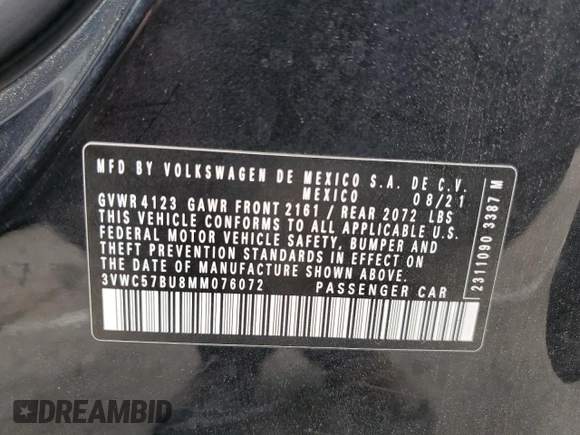 MFD BY VOLKSWAGEN DE MEXICO S.A. DE C.V.
MEXICO 08/21
GVWR 4123 GAWR FRONT 2161 / REAR 2072 LBS
THIS VEHICLE CONFORMS TO ALL APPLICABLE U.S.
FEDERAL MOTOR VEHICLE SAFETY, BUMPER AND
THEFT PREVENTION STANDARDS IN EFFECT ON
THE DATE OF MANUFACTURE SHOWN ABOVE
3VWC57BU8MM076072 PASSENGER CAR
2311090 3387 M
DREAMBID